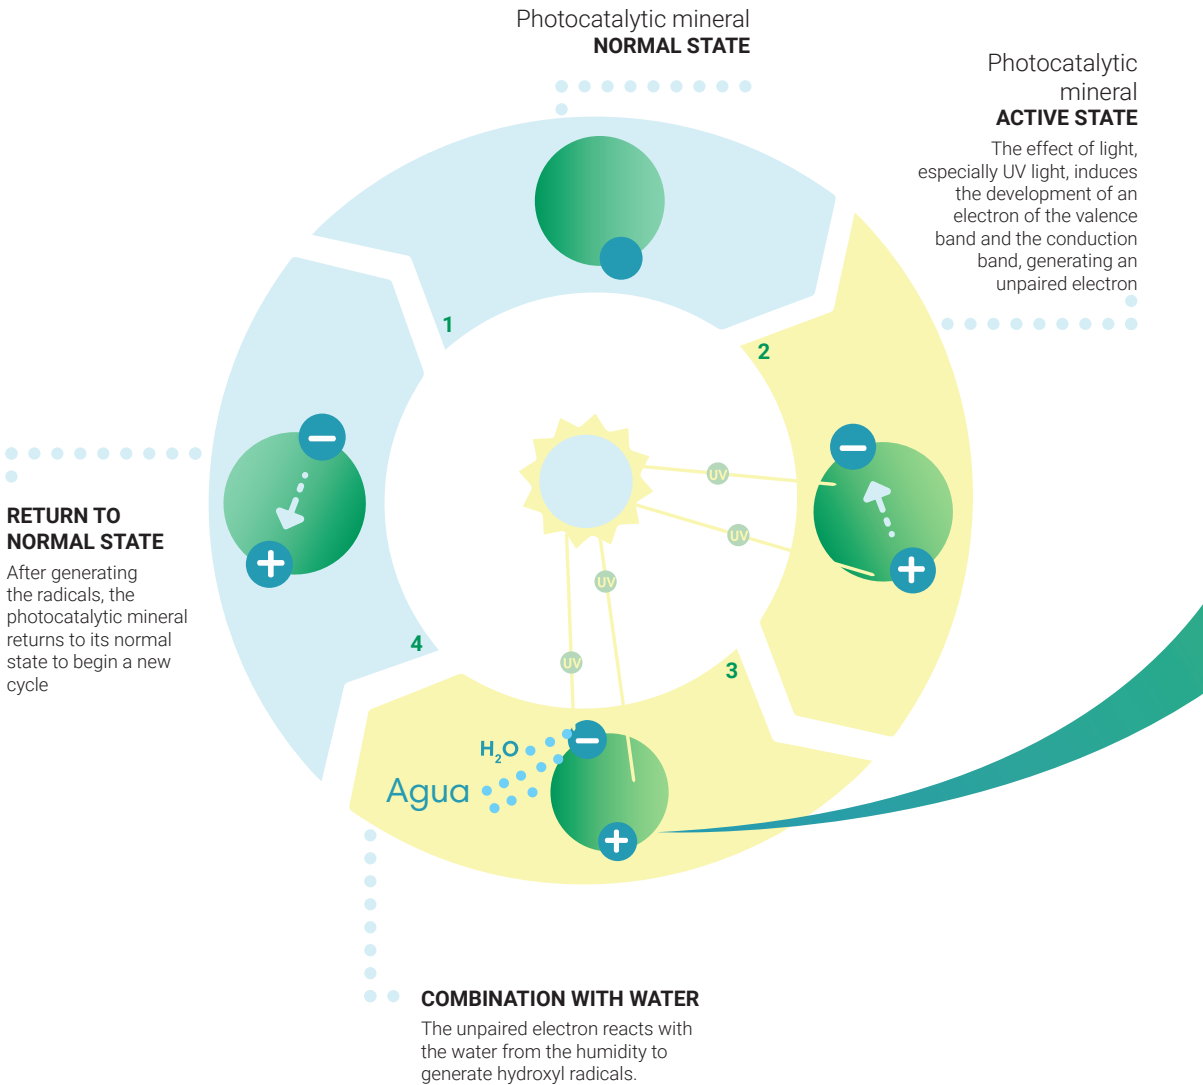 Photocatalytic mineral
NORMAL STATE
Photocatalytic
mineral
ACTIVE STATE
The effect of light,
especially UV light, induces
the development of an
electron of the valence
band and the conduction
band, generating an
unpaired electron
1
2
UV
UV
UV
UV
RETURN TO
NORMAL STATE
After generating
the radicals, the
photocatalytic mineral
returns to its normal
state to begin a new
cycle
4
3
H₂O
Agua
COMBINATION WITH WATER
The unpaired electron reacts with
the water from the humidity to
generate hydroxyl radicals.